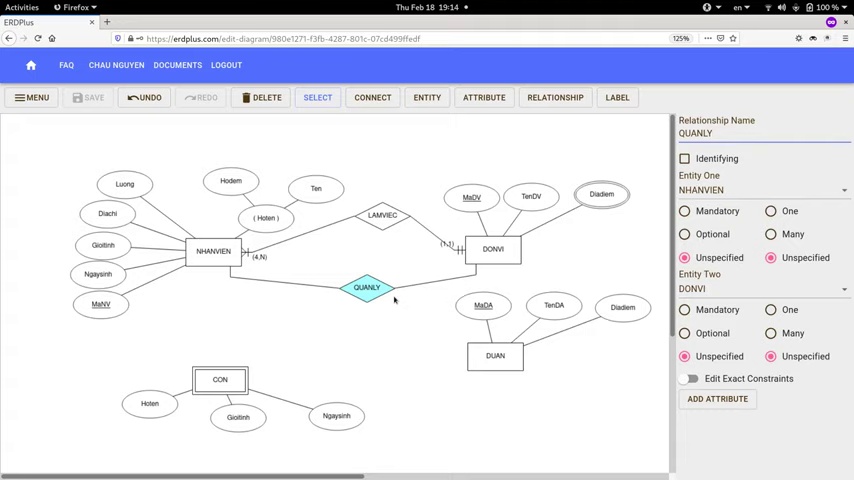 Activities Firefox Thu Feb 18 19:14 en 100 %
ERDPlus
https://erdplus.com/edit-diagram/980e1271-f3fb-4287-801c-07cd499ffedf 125%
FAQ CHAU NGUYEN DOCUMENTS LOGOUT
MENU SAVE UNDO REDO DELETE SELECT CONNECT ENTITY ATTRIBUTE RELATIONSHIP LABEL
Luong
Hodem
Ten
Diachi
( Hoten )
Gioitinh
NHANVIEN
Ngaysinh
MaNV
(4,N)
LAMVIEC
(1,1)
QUANLY
MaDV
TenDV
Diadiem
DONVI
MaDA
TenDA
Diadiem
DUAN
CON
Hoten
Gioitinh
Ngaysinh
Relationship Name
QUANLY
Identifying
Entity One
NHANVIEN
Mandatory One
Optional Many
Unspecified Unspecified
Entity Two
DONVI
Mandatory One
Optional Many
Unspecified Unspecified
Edit Exact Constraints
ADD ATTRIBUTE